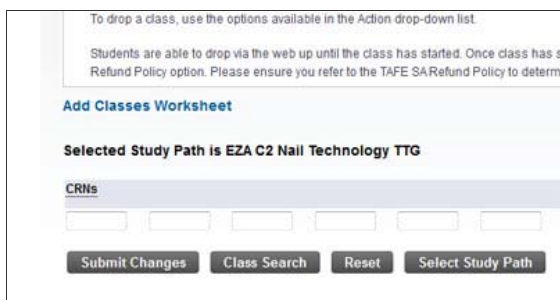 To drop a class, use the options available in the Action drop-down list.
Students are able to drop via the web up until the class has started. Once class has s
Refund Policy option. Please ensure you refer to the TAFE SA Refund Policy to determ
Add Classes Worksheet
Selected Study Path is EZA C2 Nail Technology TTG
CRNs
Submit Changes Class Search Reset Select Study Path